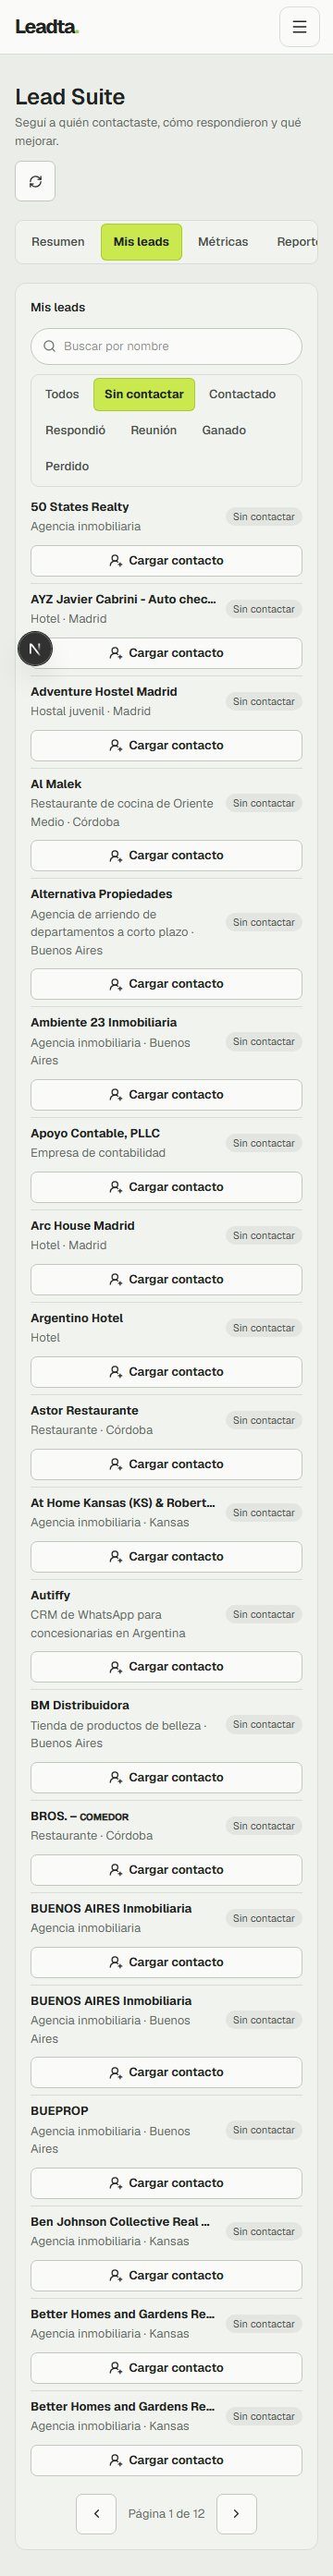 Leadta.
Lead Suite
Seguí a quién contactaste, cómo respondieron y qué
mejorar.
Resumen Mis leads Métricas Reporte
Mis leads
Buscar por nombre
Todos Sin contactar Contactado
Respondió Reunión Ganado
Perdido
50 States Realty
Sin contactar
Agencia inmobiliaria
Cargar contacto
AYZ Javier Cabrini - Auto chec...
Sin contactar
Hotel · Madrid
N
Cargar contacto
Adventure Hostel Madrid
Sin contactar
Hostal juvenil · Madrid
Cargar contacto
Al Malek
Sin contactar
Restaurante de cocina de Oriente
Medio · Córdoba
Cargar contacto
Alternativa Propiedades
Agencia de arriendo de
Sin contactar
departamentos a corto plazo ·
Buenos Aires
Cargar contacto
Ambiente 23 Inmobiliaria
Sin contactar
Agencia inmobiliaria · Buenos
Aires
Cargar contacto
Apoyo Contable, PLLC
Sin contactar
Empresa de contabilidad
Cargar contacto
Arc House Madrid
Sin contactar
Hotel · Madrid
Cargar contacto
Argentino Hotel
Sin contactar
Hotel
Cargar contacto
Astor Restaurante
Sin contactar
Restaurante · Córdoba
Cargar contacto
At Home Kansas (KS) & Robert...
Sin contactar
Agencia inmobiliaria · Kansas
Cargar contacto
Autiffy
Sin contactar
CRM de WhatsApp para
concesionarias en Argentina
Cargar contacto
BM Distribuidora
Sin contactar
Tienda de productos de belleza ·
Buenos Aires
Cargar contacto
BROS. – ᴄᴏᴍᴇᴅᴏʀ
Sin contactar
Restaurante · Córdoba
Cargar contacto
BUENOS AIRES Inmobiliaria
Sin contactar
Agencia inmobiliaria
Cargar contacto
BUENOS AIRES Inmobiliaria
Sin contactar
Agencia inmobiliaria · Buenos
Aires
Cargar contacto
BUEPROP
Sin contactar
Agencia inmobiliaria · Buenos
Aires
Cargar contacto
Ben Johnson Collective Real ...
Sin contactar
Agencia inmobiliaria · Kansas
Cargar contacto
Better Homes and Gardens Re...
Sin contactar
Agencia inmobiliaria · Kansas
Cargar contacto
Better Homes and Gardens Re...
Sin contactar
Agencia inmobiliaria · Kansas
Cargar contacto
Página 1 de 12